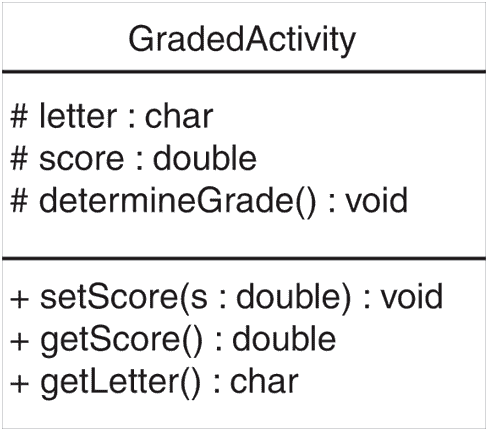 GradedActivity
# letter : char
# score : double
# determineGrade() : void
+ setScore(s : double) : void
+ getScore() : double
+ getLetter() : char